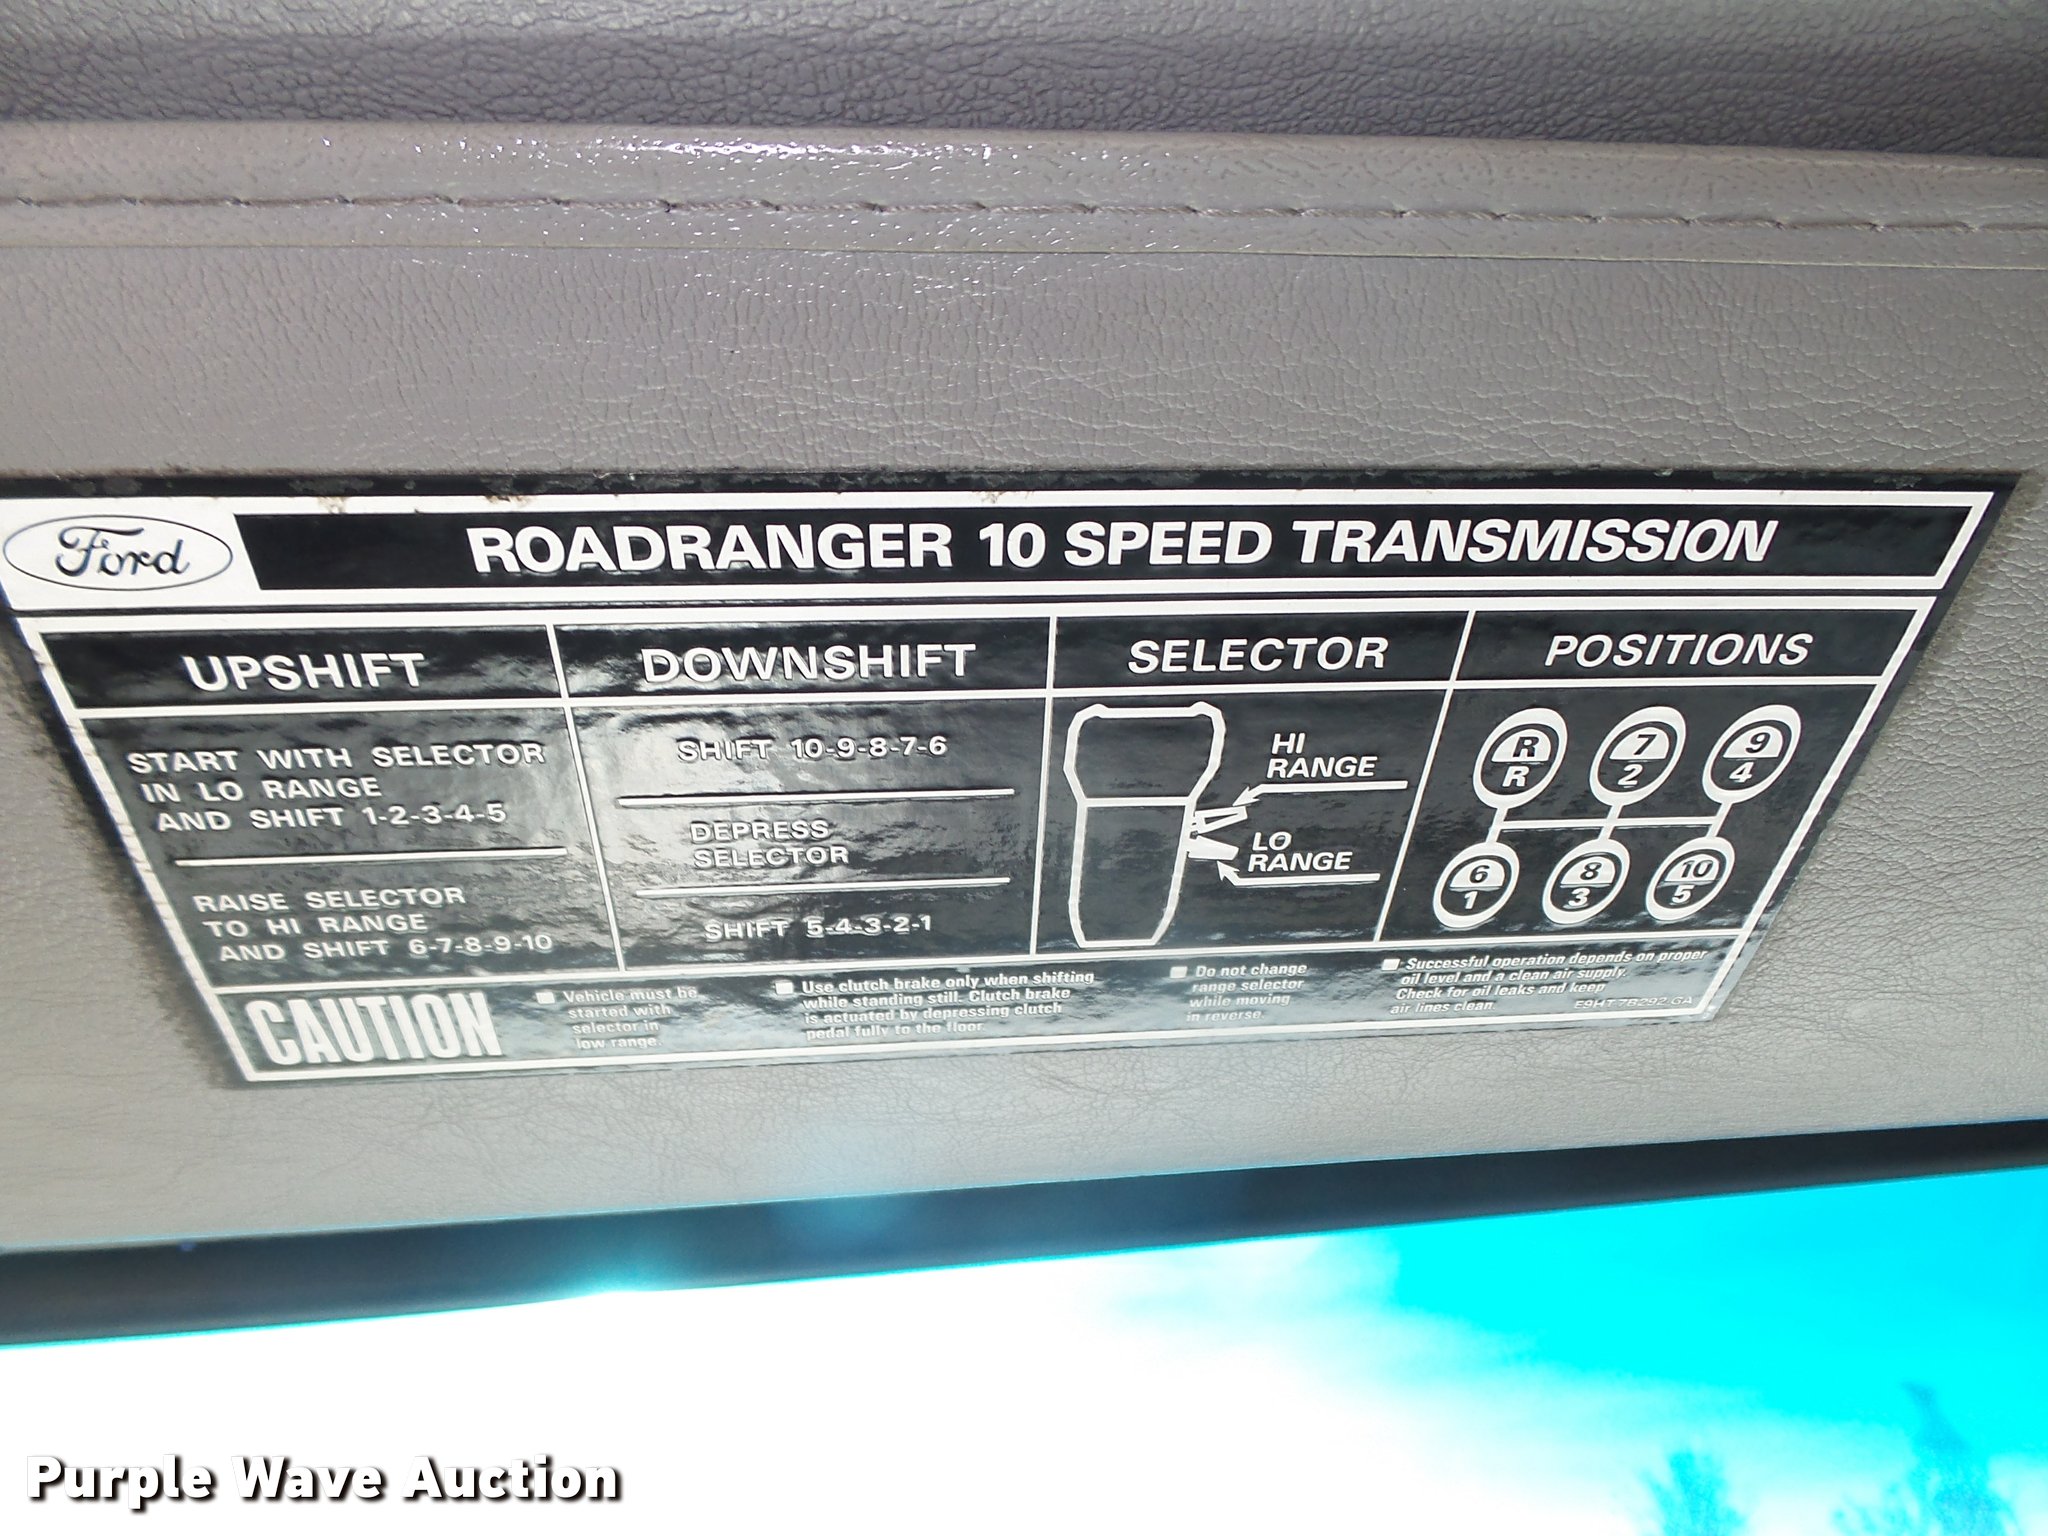 Ford
ROADRANGER 10 SPEED TRANSMISSION
UPSHIFT
START WITH SELECTOR
IN LO RANGE
AND SHIFT 1-2-3-4-5
RAISE SELECTOR
TO HI RANGE
AND SHIFT 6-7-8-9-10
DOWNSHIFT
SHIFT 10-9-8-7-6
DEPRESS
SELECTOR
SHIFT 5-4-3-2-1
SELECTOR
HI
RANGE
LO
RANGE
POSITIONS
R 7 9
R 2 4
6 8 10
1 3 5
CAUTION
Vehicle must be
started with
selector in
low range.
Use clutch brake only when shifting
while standing still. Clutch brake
is actuated by depressing clutch
pedal fully to the floor.
Do not change
range selector
while moving
in reverse.
Successful operation depends on proper
oil level and a clean air supply.
Check for oil leaks and keep
air lines clean.
E9HT 7B292 GA
Purple Wave Auction